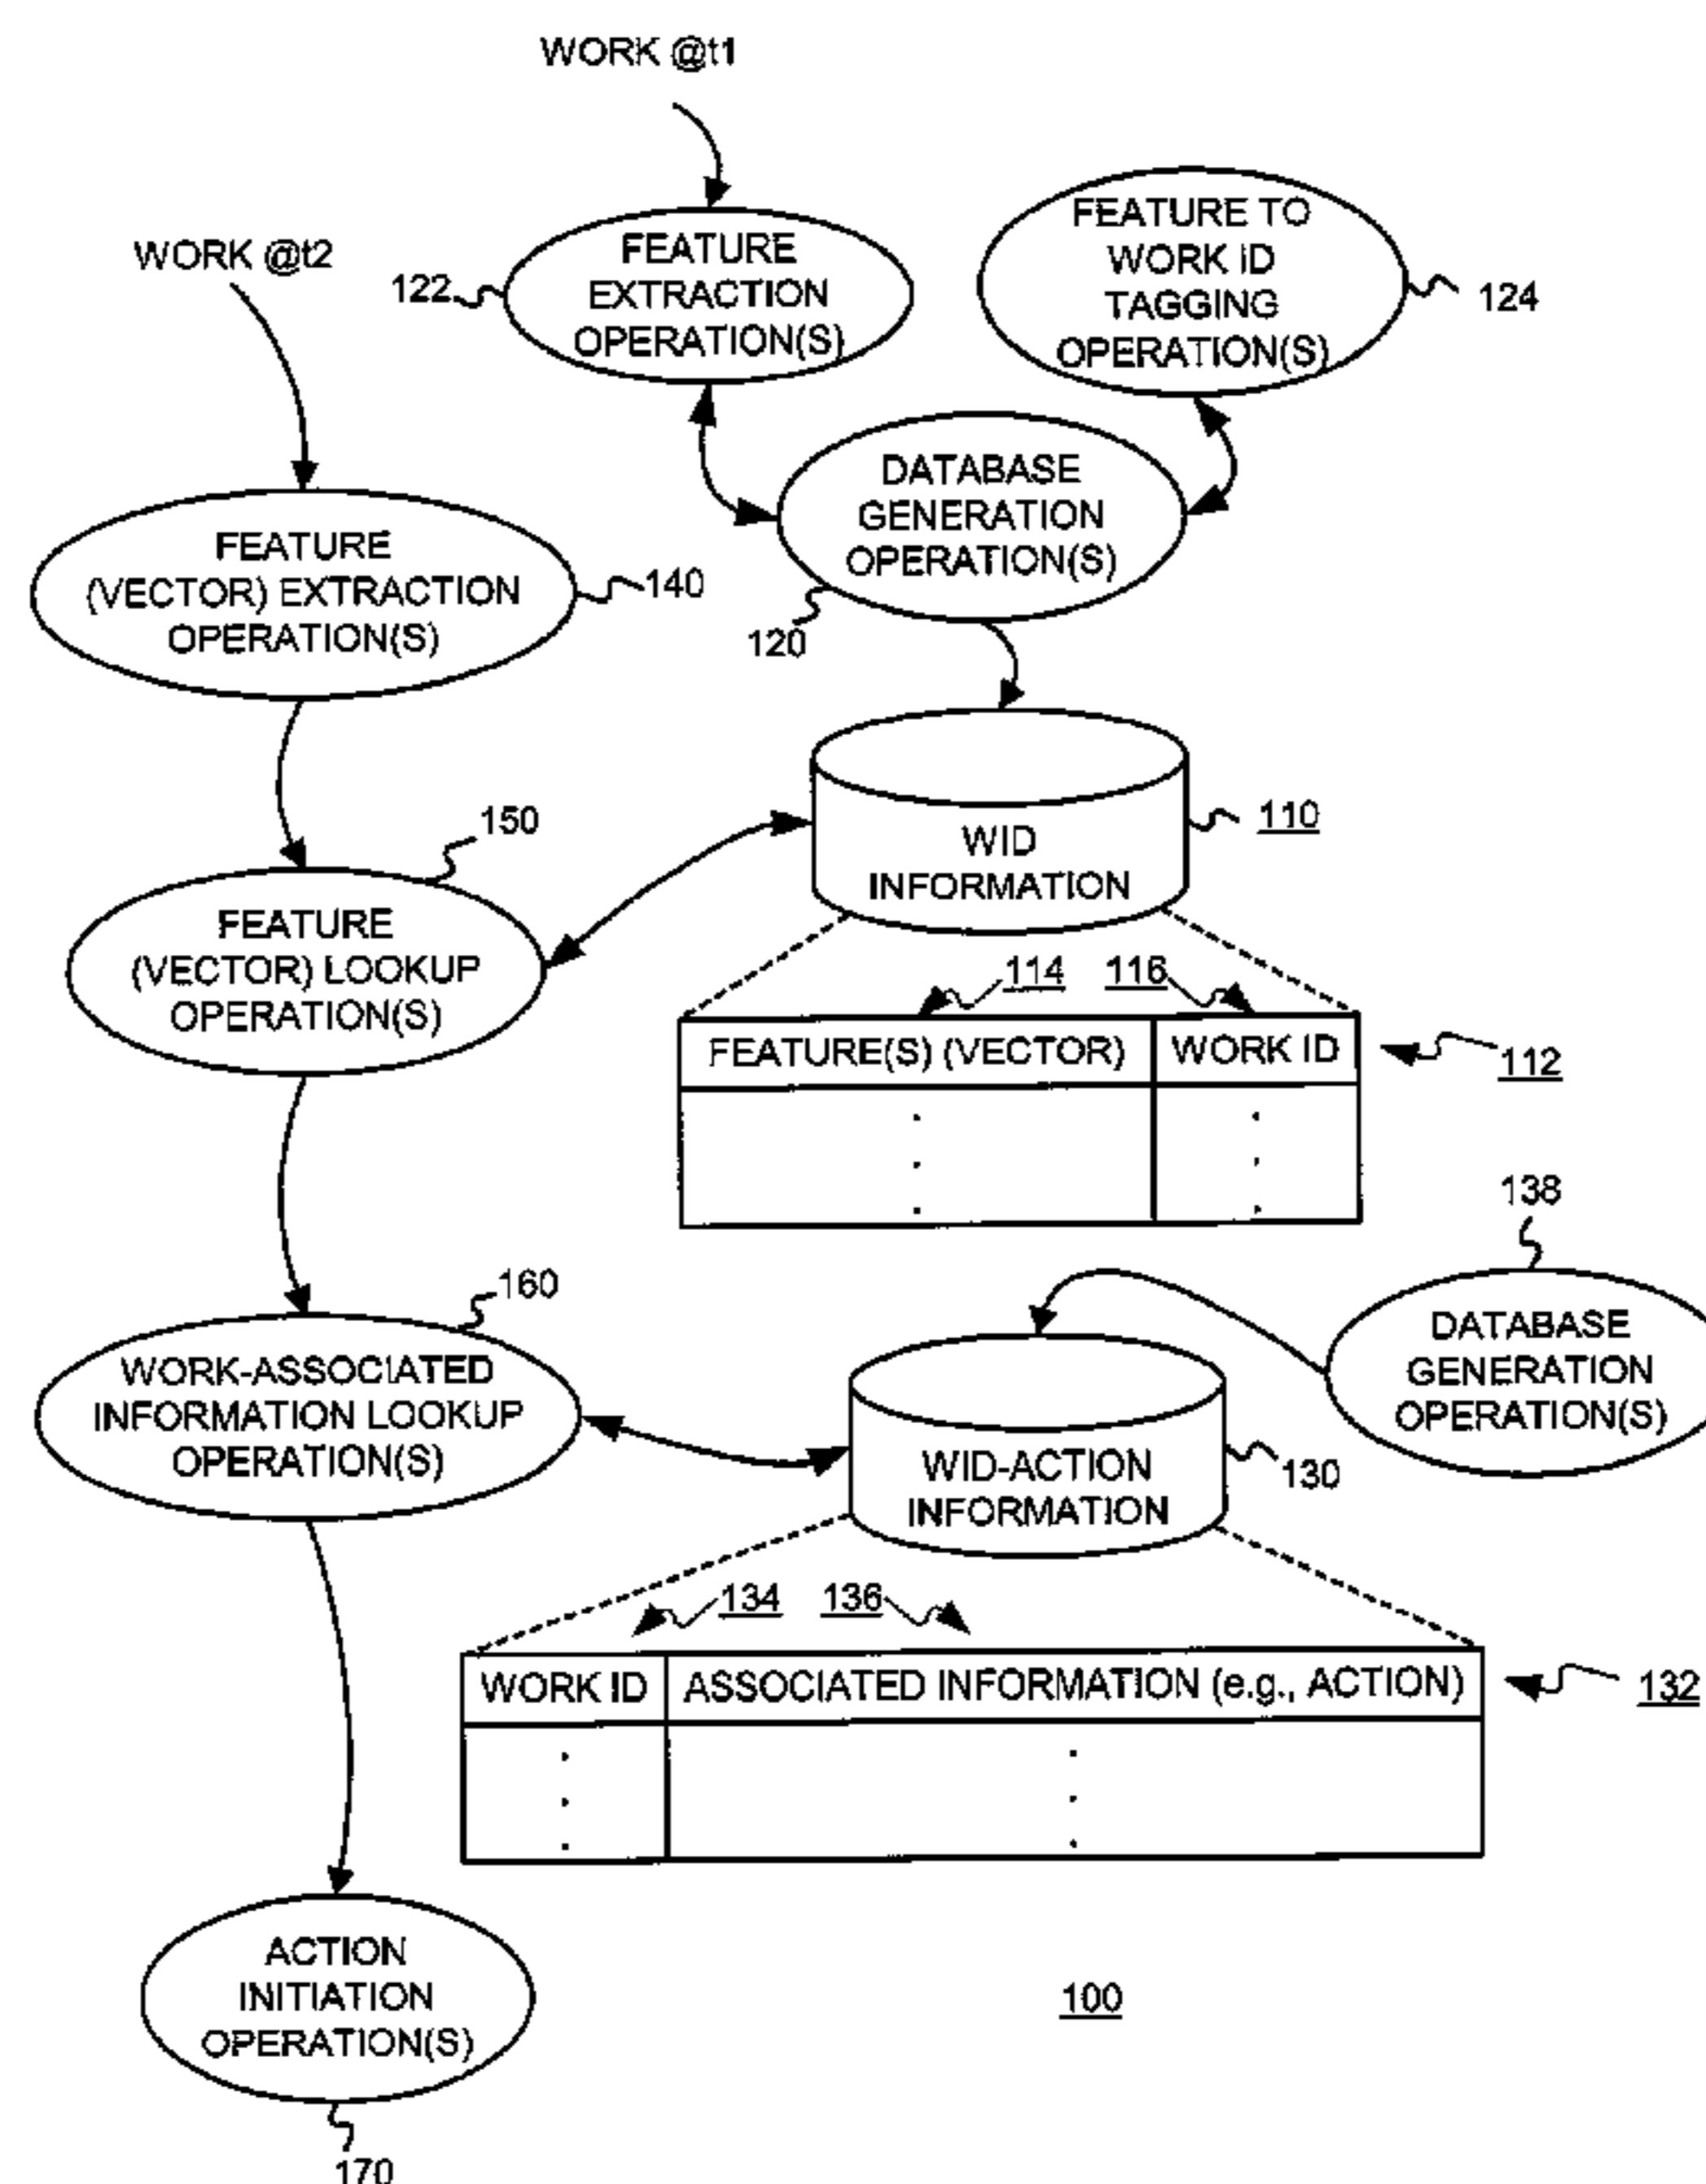 WORK @t1
WORK @t2
122
FEATURE
EXTRACTION
OPERATION(S)
FEATURE TO
WORK ID
TAGGING
OPERATION(S)
124
DATABASE
GENERATION
OPERATION(S)
120
FEATURE
(VECTOR) EXTRACTION
OPERATION(S)
140
WID
INFORMATION
110
150
FEATURE
(VECTOR) LOOKUP
OPERATION(S)
114
116
FEATURE(S) (VECTOR)
WORK ID
112
138
DATABASE
GENERATION
OPERATION(S)
160
WORK-ASSOCIATED
INFORMATION LOOKUP
OPERATION(S)
WID-ACTION
INFORMATION
130
134
136
WORK ID
ASSOCIATED INFORMATION (e.g., ACTION)
132
ACTION
INITIATION
OPERATION(S)
100
170